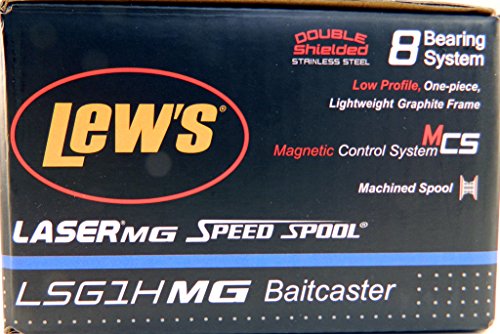 DOUBLE
Shielded
STAINLESS STEEL
8 Bearing
System
Low Profile, One-piece,
Lightweight Graphite Frame
LEW'S®
Magnetic Control System MCS
Machined Spool
LASER® MG SPEED SPOOL®
LSG1HMG Baitcaster